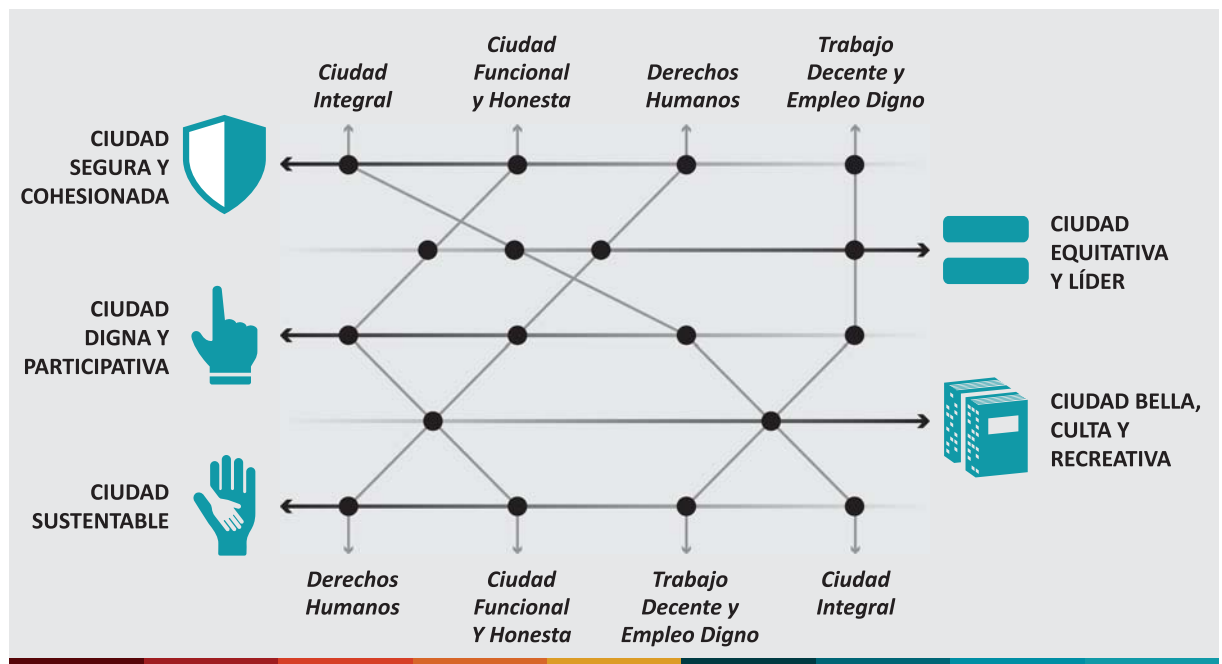 Ciudad
Integral
Ciudad
Funcional
y Honesta
Derechos
Humanos
Trabajo
Decente y
Empleo Digno
CIUDAD
SEGURA Y
COHESIONADA
CIUDAD
EQUITATIVA
Y LÍDER
CIUDAD
DIGNA Y
PARTICIPATIVA
CIUDAD BELLA,
CULTA Y
RECREATIVA
CIUDAD
SUSTENTABLE
Derechos
Humanos
Ciudad
Funcional
Y Honesta
Trabajo
Decente y
Empleo Digno
Ciudad
Integral